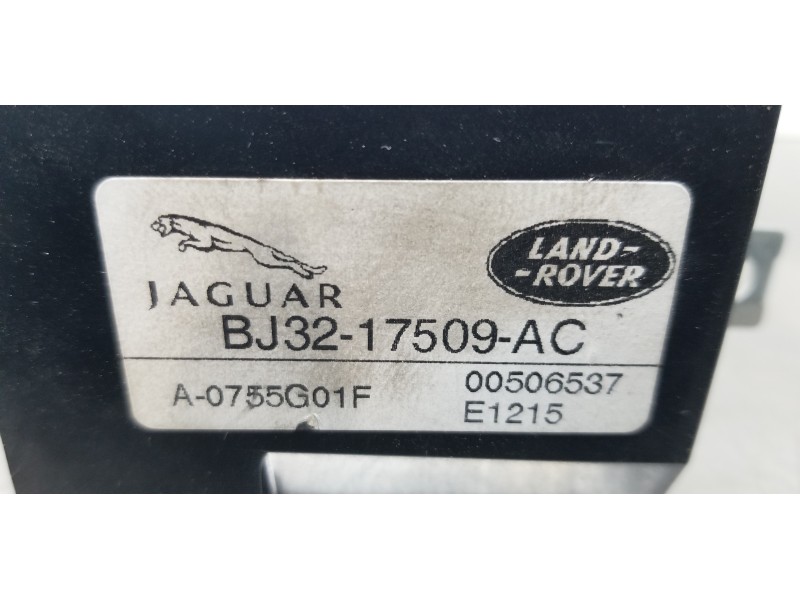 JAGUAR
LAND-
-ROVER
BJ32-17509-AC
A-0755G01F
00506537
E1215